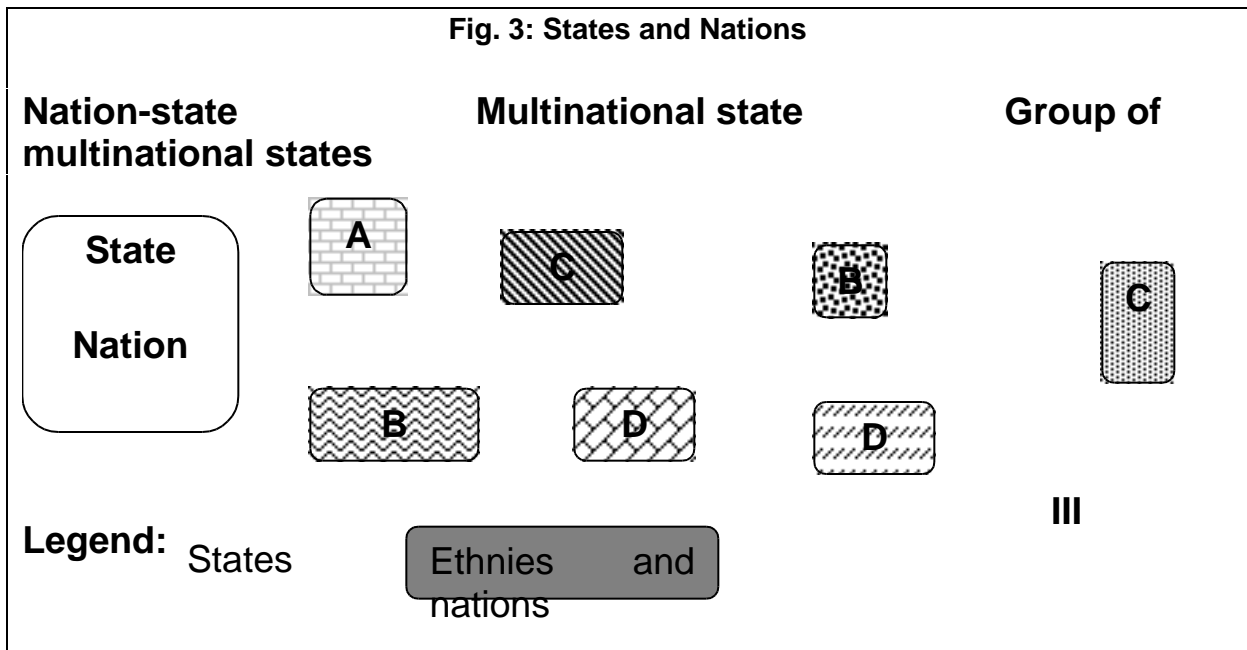 Fig. 3: States and Nations
Nation-state Multinational state Group of
multinational states
State
Nation
A
C
B
C
B
D
D
III
Legend: States Ethnies and
nations